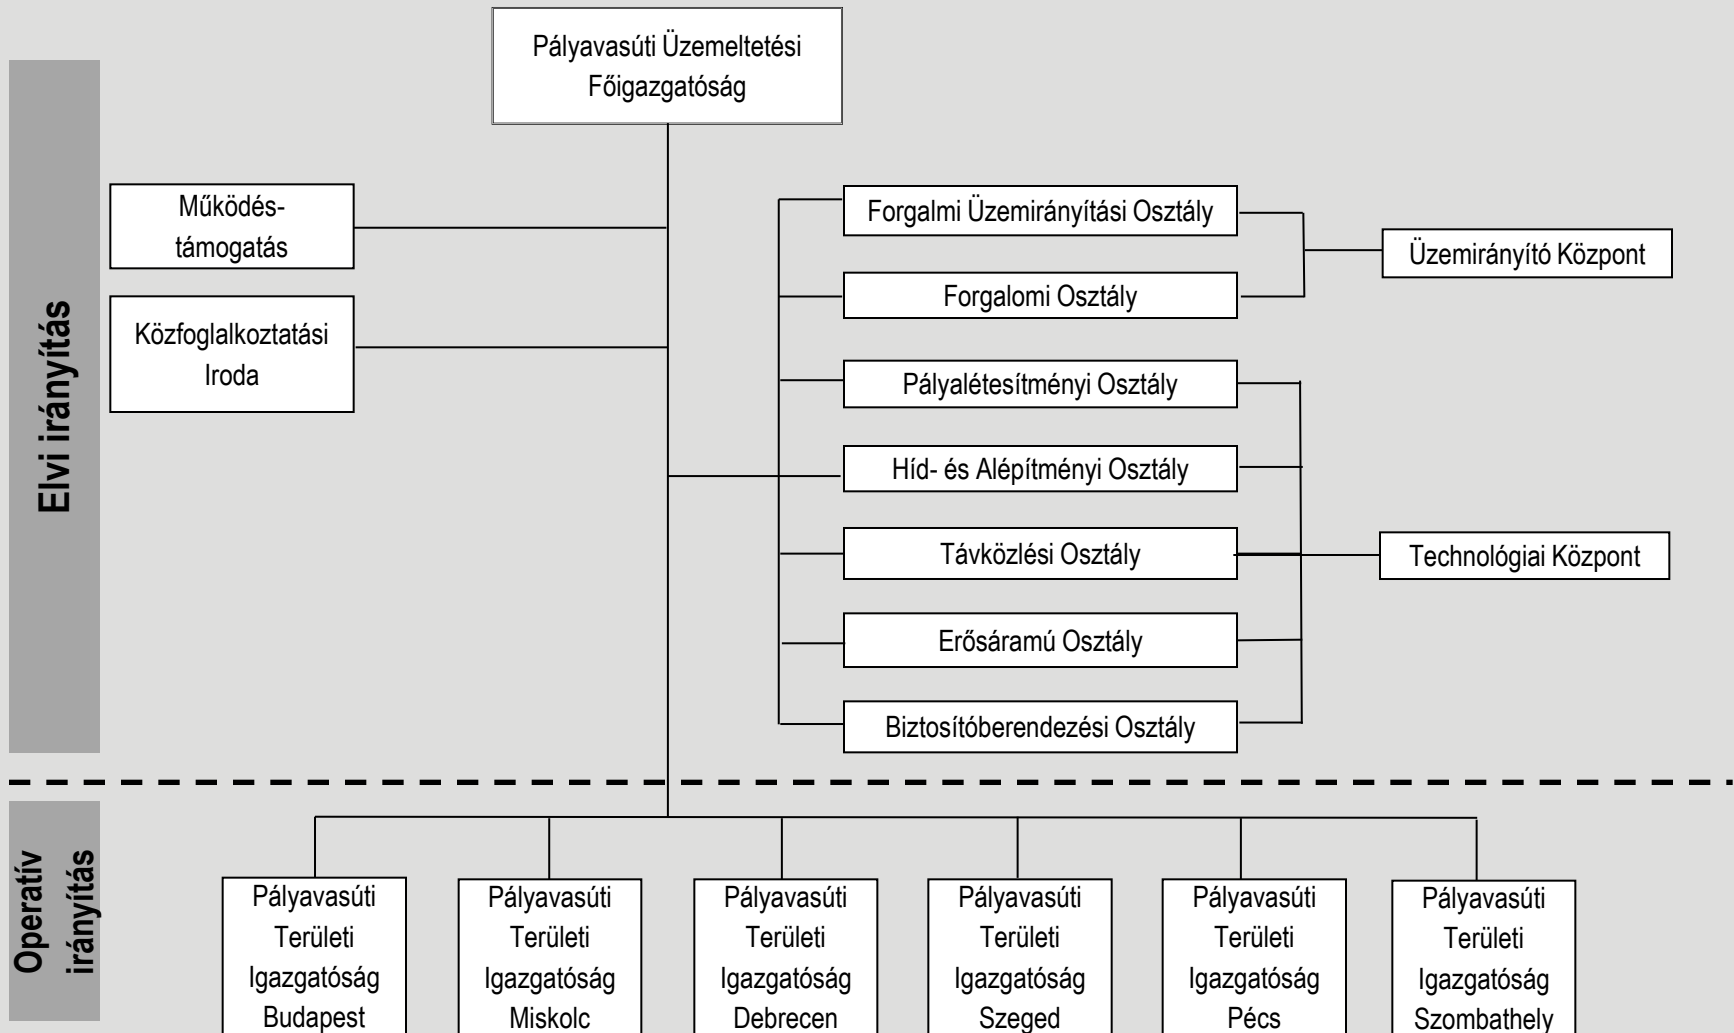 Pályavasúti Üzemeltetési
Főigazgatóság
Elvi irányítás
Működés-
támogatás
Közfoglalkoztatási
Iroda
Forgalmi Üzemirányítási Osztály
Forgalomi Osztály
Pályalétesítményi Osztály
Híd- és Alépítményi Osztály
Távközlési Osztály
Erősáramú Osztály
Biztosítóberendezési Osztály
Üzemirányító Központ
Technológiai Központ
Operatív
irányítás
Pályavasúti
Területi
Igazgatóság
Budapest
Pályavasúti
Területi
Igazgatóság
Miskolc
Pályavasúti
Területi
Igazgatóság
Debrecen
Pályavasúti
Területi
Igazgatóság
Szeged
Pályavasúti
Területi
Igazgatóság
Pécs
Pályavasúti
Területi
Igazgatóság
Szombathely